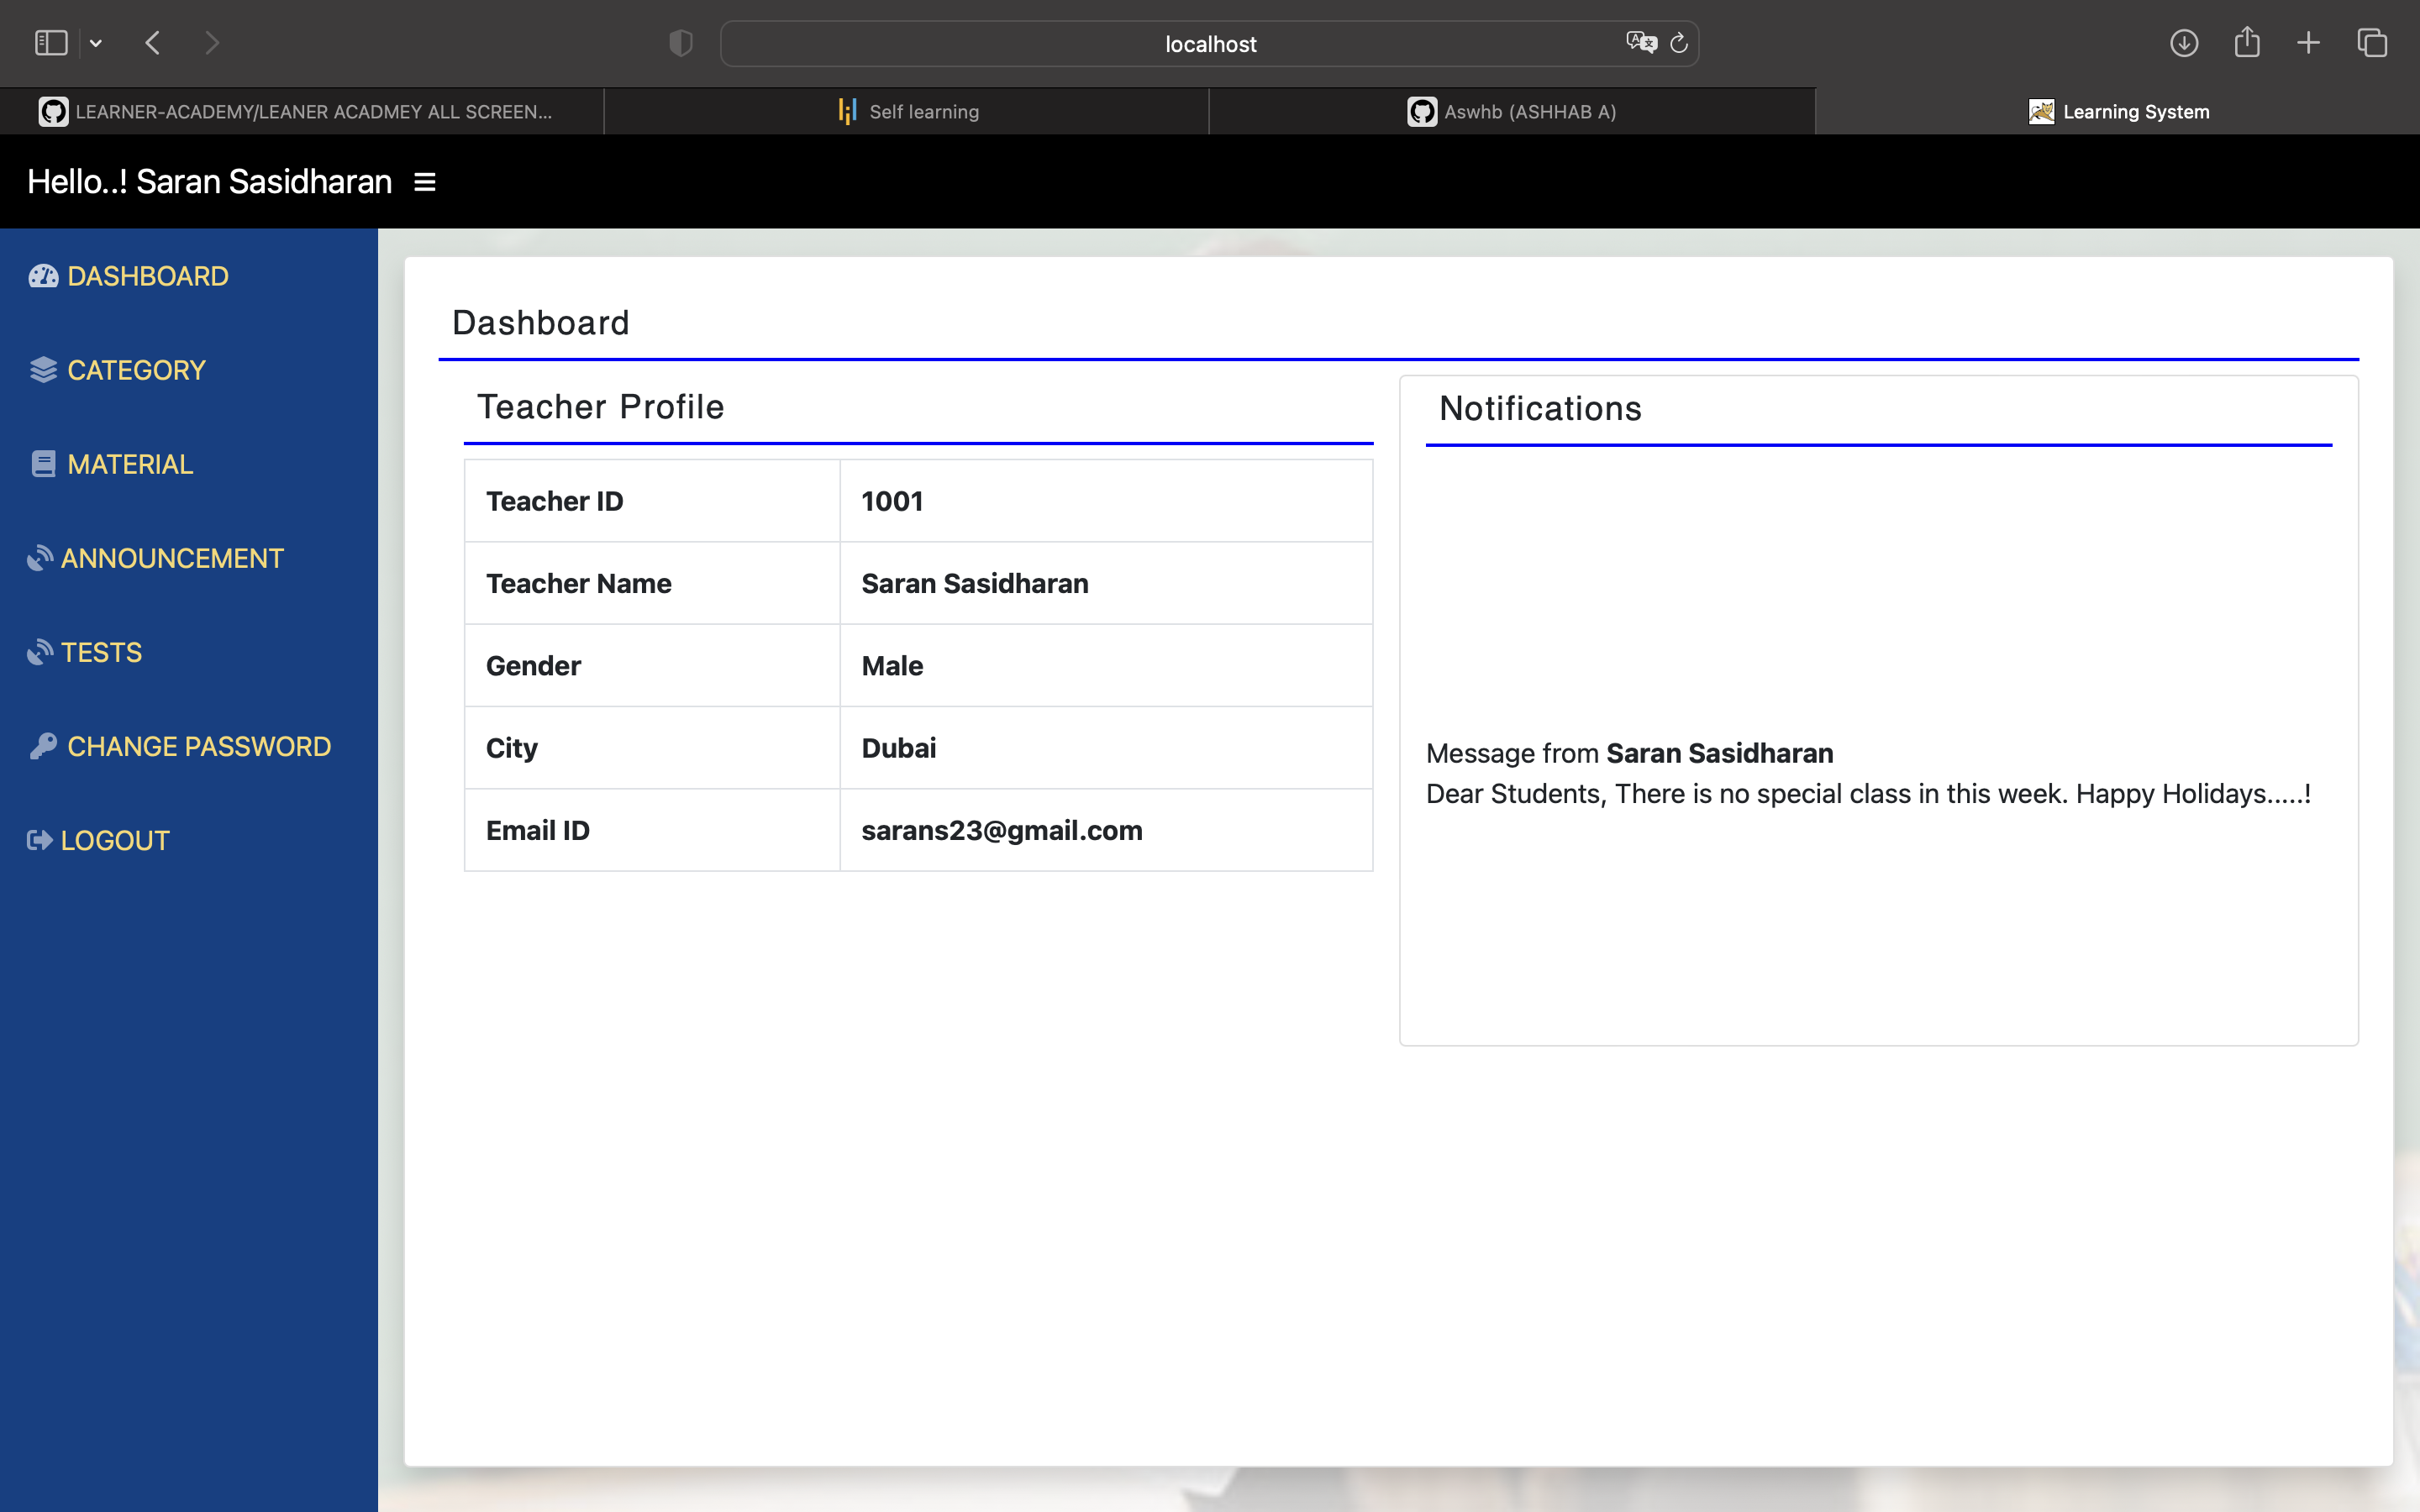 localhost
LEARNER-ACADEMY/LEANER ACADMEY ALL SCREEN...
Self learning
Aswhb (ASHHAB A)
Learning System
Hello..! Saran Sasidharan
DASHBOARD
CATEGORY
MATERIAL
ANNOUNCEMENT
TESTS
CHANGE PASSWORD
LOGOUT
Dashboard
Teacher Profile
Teacher ID 1001
Teacher Name Saran Sasidharan
Gender Male
City Dubai
Email ID sarans23@gmail.com
Notifications
Message from Saran Sasidharan
Dear Students, There is no special class in this week. Happy Holidays.....!